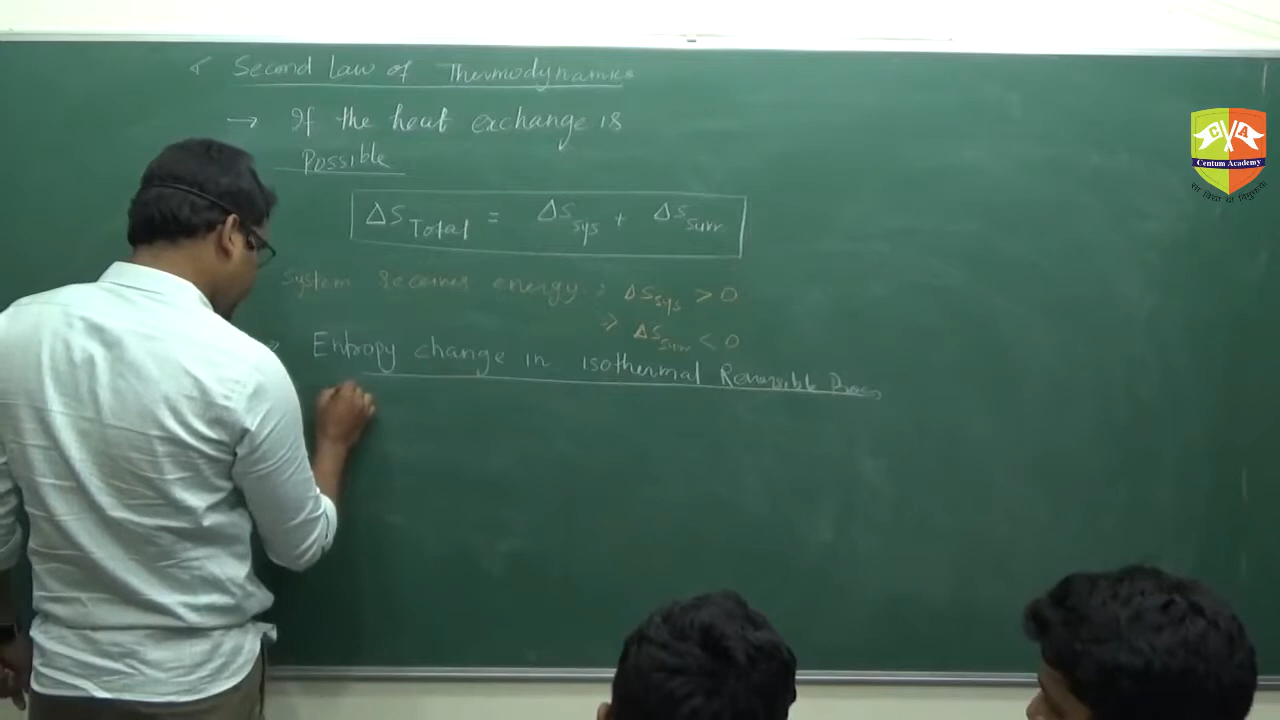 Second Law of Thermodynamics
→ If the heat exchange is
Possible
ΔS Total = ΔS sys + ΔS surr
System energy : ΔS sys > 0
⇒ ΔS surr < 0
Entropy change in isothermal Reversible
C A
Centum Academy